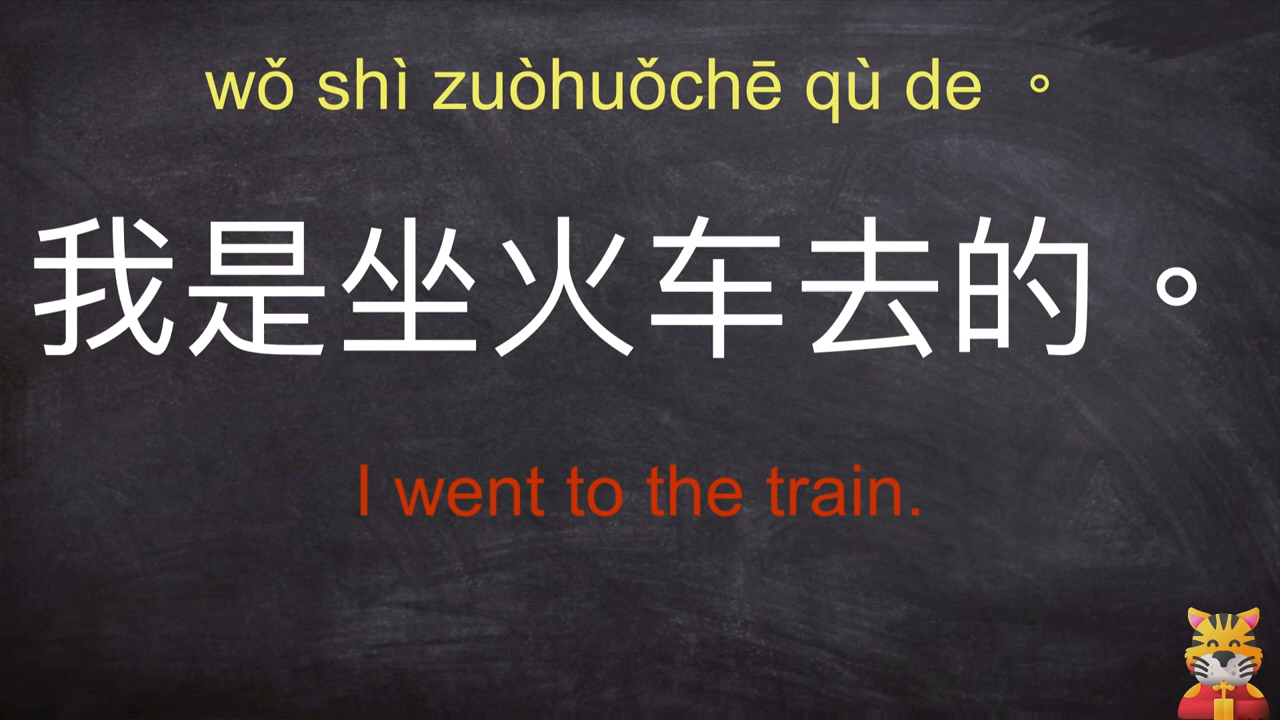 wǒ shì zuòhuǒchē qù de 。
我是坐火车去的。
I went to the train.